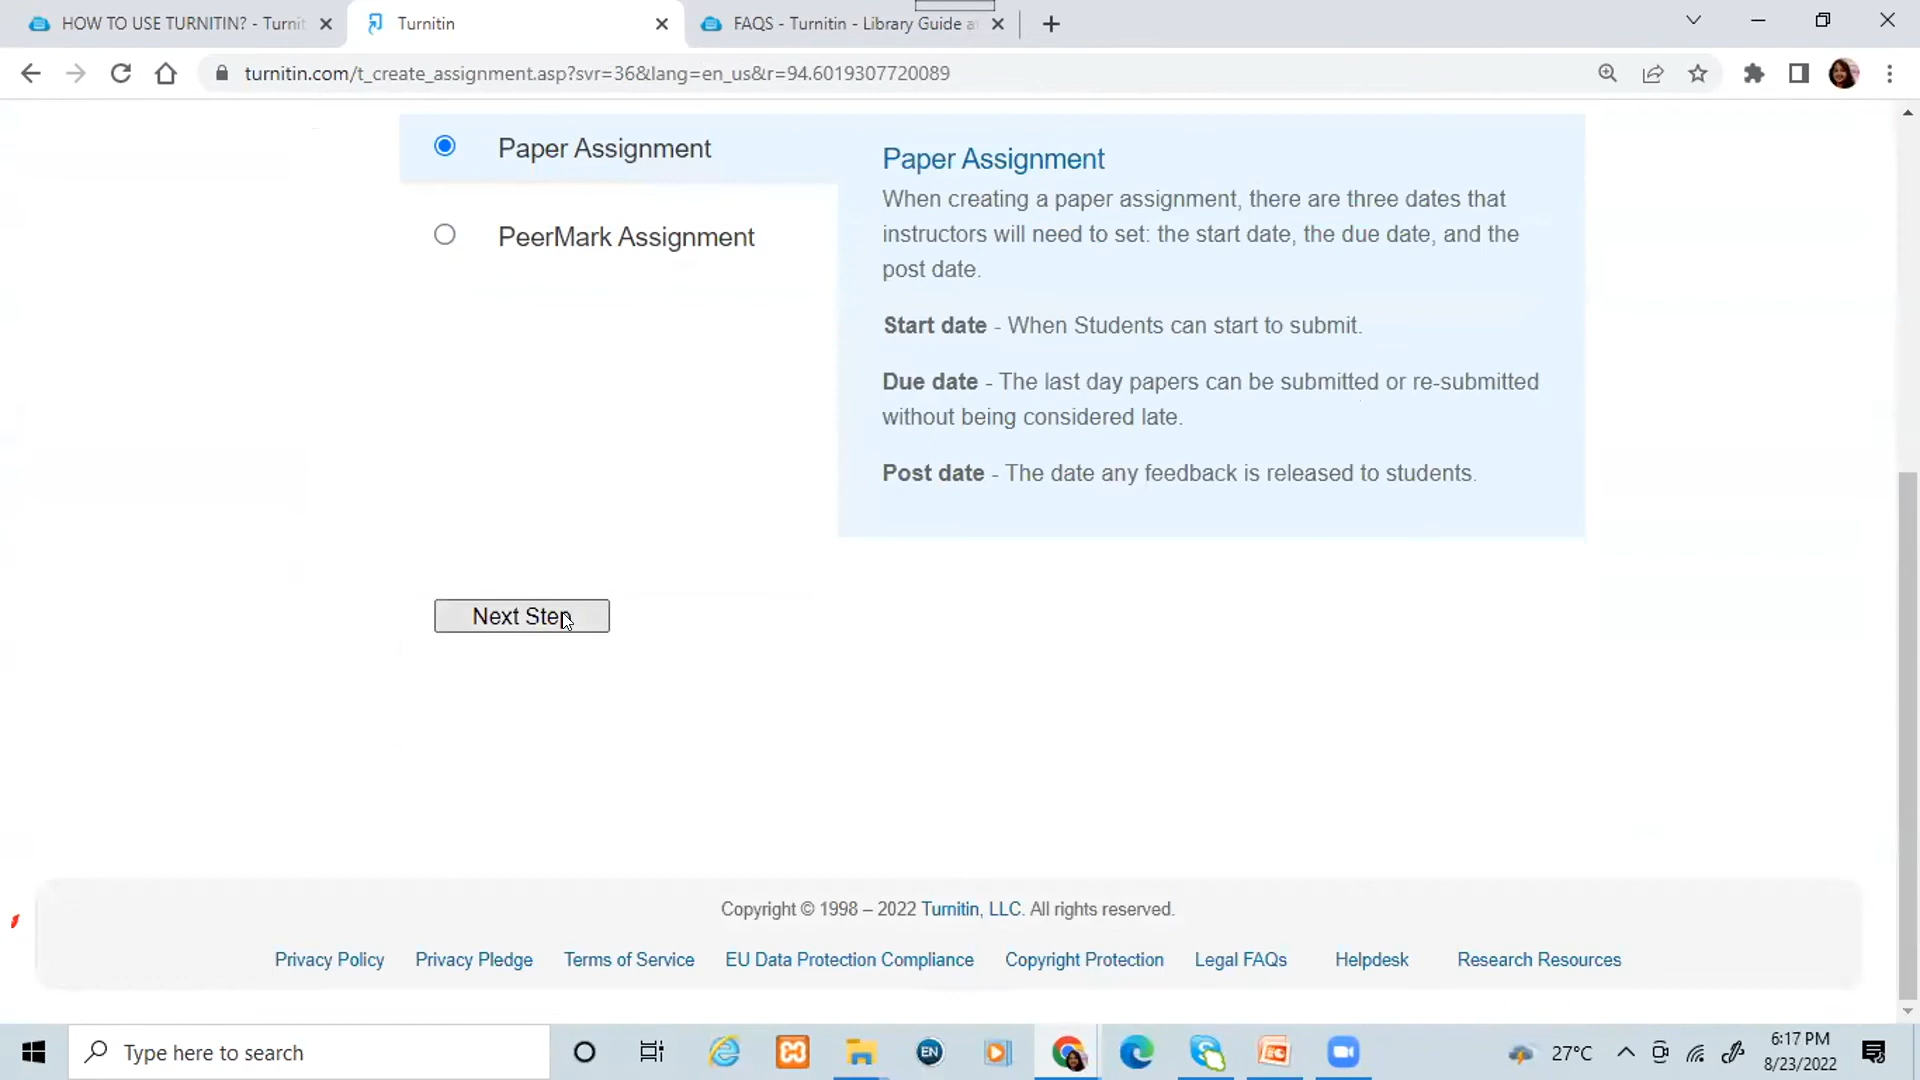 HOW TO USE TURNITIN? - Turnit
Turnitin
FAQS - Turnitin - Library Guide a
turnitin.com/t_create_assignment.asp?svr=36&lang=en_us&r=94.6019307720089
Paper Assignment
PeerMark Assignment
Paper Assignment
When creating a paper assignment, there are three dates that
instructors will need to set: the start date, the due date, and the
post date.
Start date - When Students can start to submit.
Due date - The last day papers can be submitted or re-submitted
without being considered late.
Post date - The date any feedback is released to students.
Next Step
Copyright © 1998 – 2022 Turnitin, LLC. All rights reserved.
Privacy Policy Privacy Pledge Terms of Service EU Data Protection Compliance Copyright Protection Legal FAQs Helpdesk Research Resources
Type here to search
EN
27°C
6:17 PM
8/23/2022